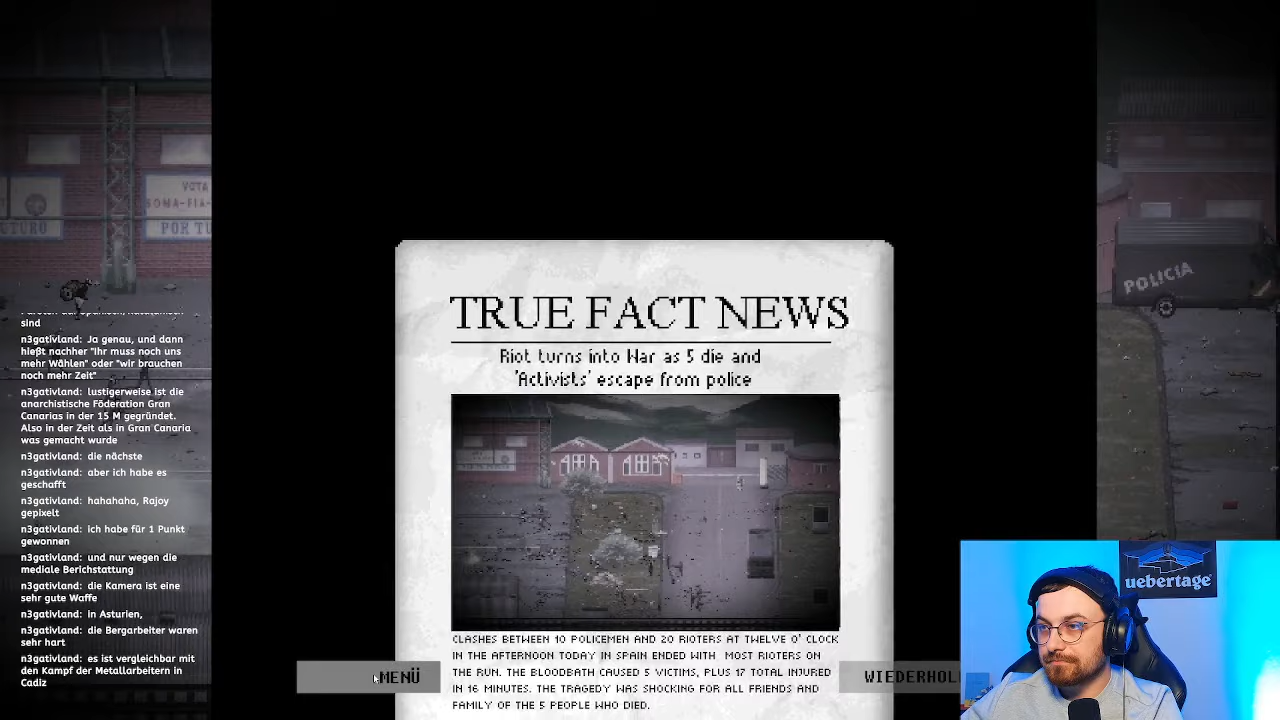 VOTA
SOMA-FIA-
UTURO
POR TU
sind
n3gativland: Ja genau, und dann
hießt nachher "Ihr muss noch uns
mehr Wählen" oder "wir brauchen
noch mehr Zeit"
n3gativland: lustigerweise ist die
anarchistische Föderation Gran
Canarias in der 15 M gegründet.
Also in der Zeit als in Gran Canaria
was gemacht wurde
n3gativland: die nächste
n3gativland: aber ich habe es
geschafft
n3gativland: hahahaha, Rajoy
gepixelt
n3gativland: ich habe für 1 Punkt
gewonnen
n3gativland: und nur wegen die
mediale Berichstattung
n3gativland: die Kamera ist eine
sehr gute Waffe
n3gativland: in Asturien,
n3gativland: die Bergarbeiter waren
sehr hart
n3gativland: es ist vergleichbar mit
den Kampf der Metallarbeitern in
Cadiz
TRUE FACT NEWS
Riot turns into War as 5 die and
'Activists' escape from police
CLASHES BETWEEN 10 POLICEMEN AND 20 RIOTERS AT TWELVE O' CLOCK
IN THE AFTERNOON TODAY IN SPAIN ENDED WITH MOST RIOTERS ON
THE RUN. THE BLOODBATH CAUSED 5 VICTIMS, PLUS 17 TOTAL INJURED
IN 16 MINUTES. THE TRAGEDY WAS SHOCKING FOR ALL FRIENDS AND
FAMILY OF THE 5 PEOPLE WHO DIED.
MENÜ
WIEDERHOL
POLICIA
uebertage